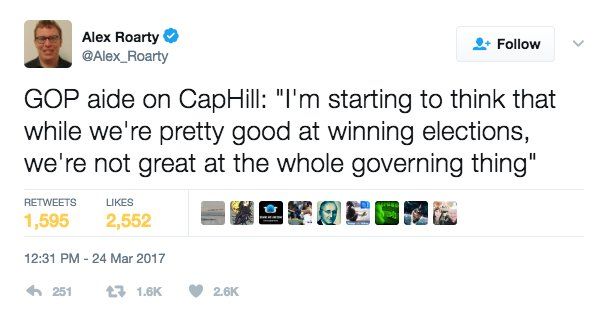 Alex Roarty
@Alex_Roarty
Follow
GOP aide on CapHill: "I'm starting to think that
while we're pretty good at winning elections,
we're not great at the whole governing thing"
RETWEETS LIKES
1,595 2,552
12:31 PM - 24 Mar 2017
251 1.6K 2.6K